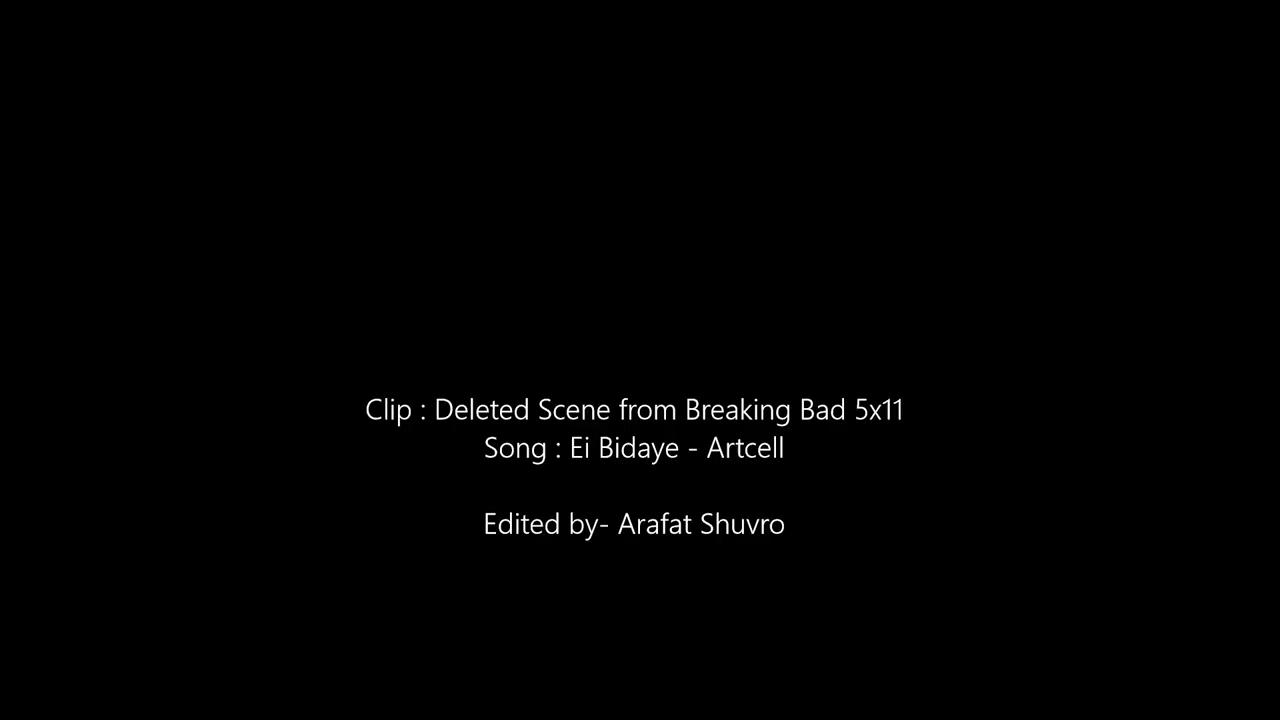 Clip : Deleted Scene from Breaking Bad 5x11
Song : Ei Bidaye - Artcell
Edited by- Arafat Shuvro